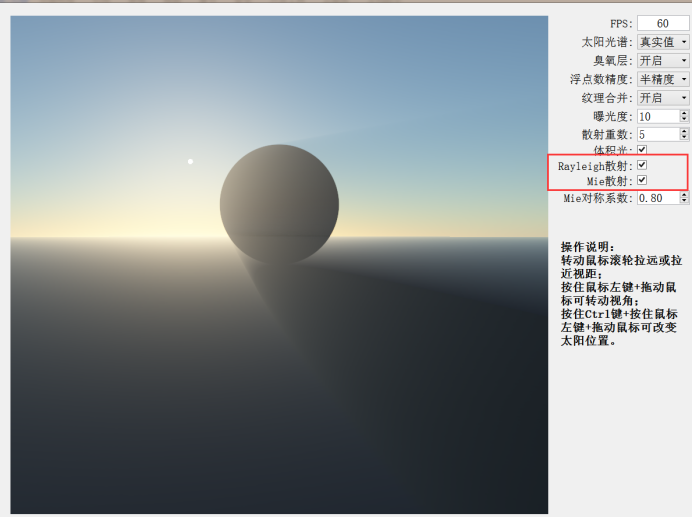 FPS: 60
太阳光谱: 真实值
臭氧层: 开启
浮点数精度: 半精度
纹理合并: 开启
曝光度: 10
散射重数: 5
体积光:
Rayleigh散射:
Mie散射:
Mie对称系数: 0.80
操作说明:
转动鼠标滚轮拉远或拉
近视距;
按住鼠标左键+拖动鼠
标可转动视角;
按住Ctrl键+按住鼠标
左键+拖动鼠标可改变
太阳位置。